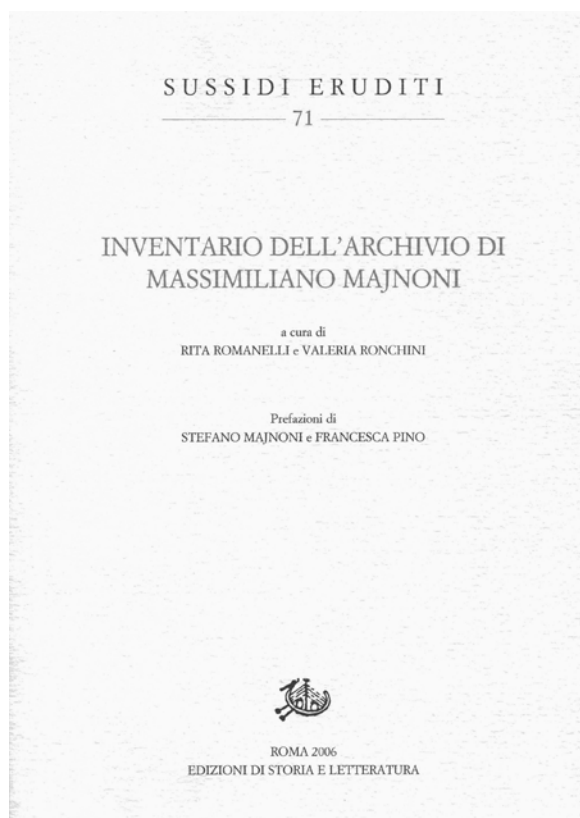 SUSSIDI ERUDITI
71
INVENTARIO DELL'ARCHIVIO DI
MASSIMILIANO MAJNONI
a cura di
RITA ROMANELLI e VALERIA RONCHINI
Prefazioni di
STEFANO MAJNONI e FRANCESCA PINO
ROMA 2006
EDIZIONI DI STORIA E LETTERATURA